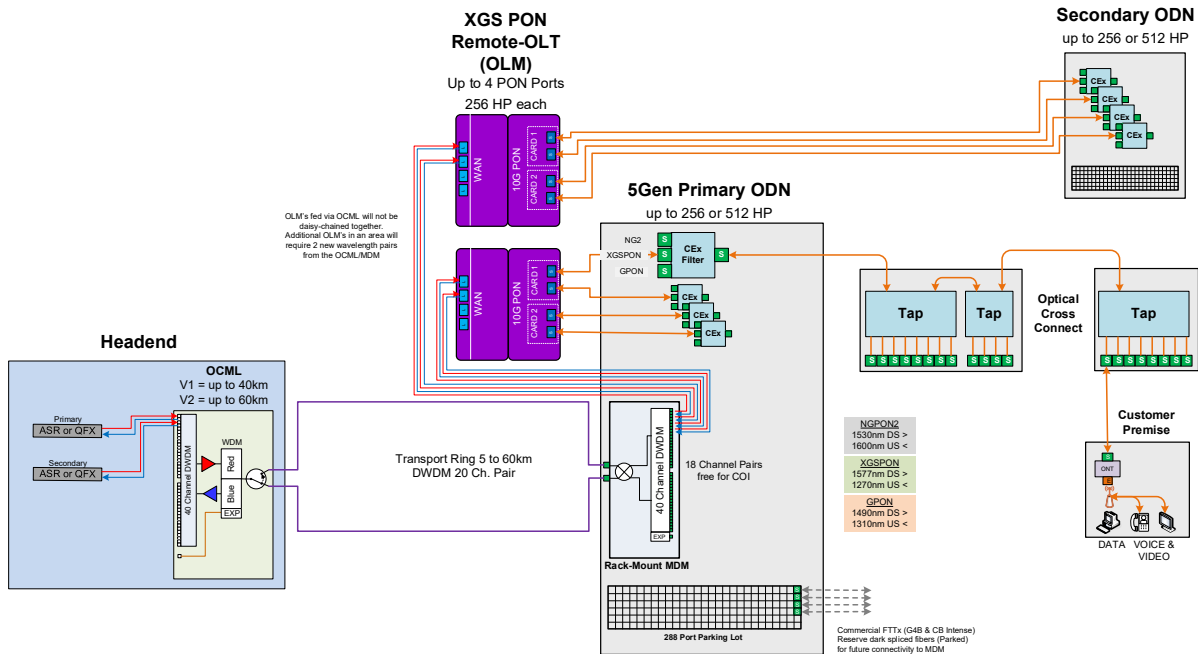 XGS PON
Remote-OLT
(OLM)
Up to 4 PON Ports
256 HP each
Secondary ODN
up to 256 or 512 HP
CEx
CEx
CEx
CEx
WAN
10G PON
CARD 1
CARD 2
OLM's fed via OCML will not be
daisy-chained together.
Additional OLM's in an area will
require 2 new wavelength pairs
from the OCML/MDM
5Gen Primary ODN
up to 256 or 512 HP
NG2
XGSPON
GPON
S
S
S
CEx
Filter
S
CEx
CEx
CEx
WAN
10G PON
CARD 1
CARD 2
Tap
Tap
Optical
Cross
Connect
Tap
S S S S S S S S
S S S S
S S S S S S S S
Headend
OCML
V1 = up to 40km
V2 = up to 60km
Primary
ASR or QFX
Secondary
ASR or QFX
40 Channel DWDM
WDM
Red
Blue
EXP
Transport Ring 5 to 60km
DWDM 20 Ch. Pair
40 Channel DWDM
EXP
18 Channel Pairs
free for COI
Rack-Mount MDM
NGPON2
1530nm DS >
1600nm US <
XGSPON
1577nm DS >
1270nm US <
GPON
1490nm DS >
1310nm US <
Customer
Premise
S
ONT
E
DATA
VOICE &
VIDEO
288 Port Parking Lot
Commercial FTTx (G4B & CB Intense)
Reserve dark spliced fibers (Parked)
for future connectivity to MDM